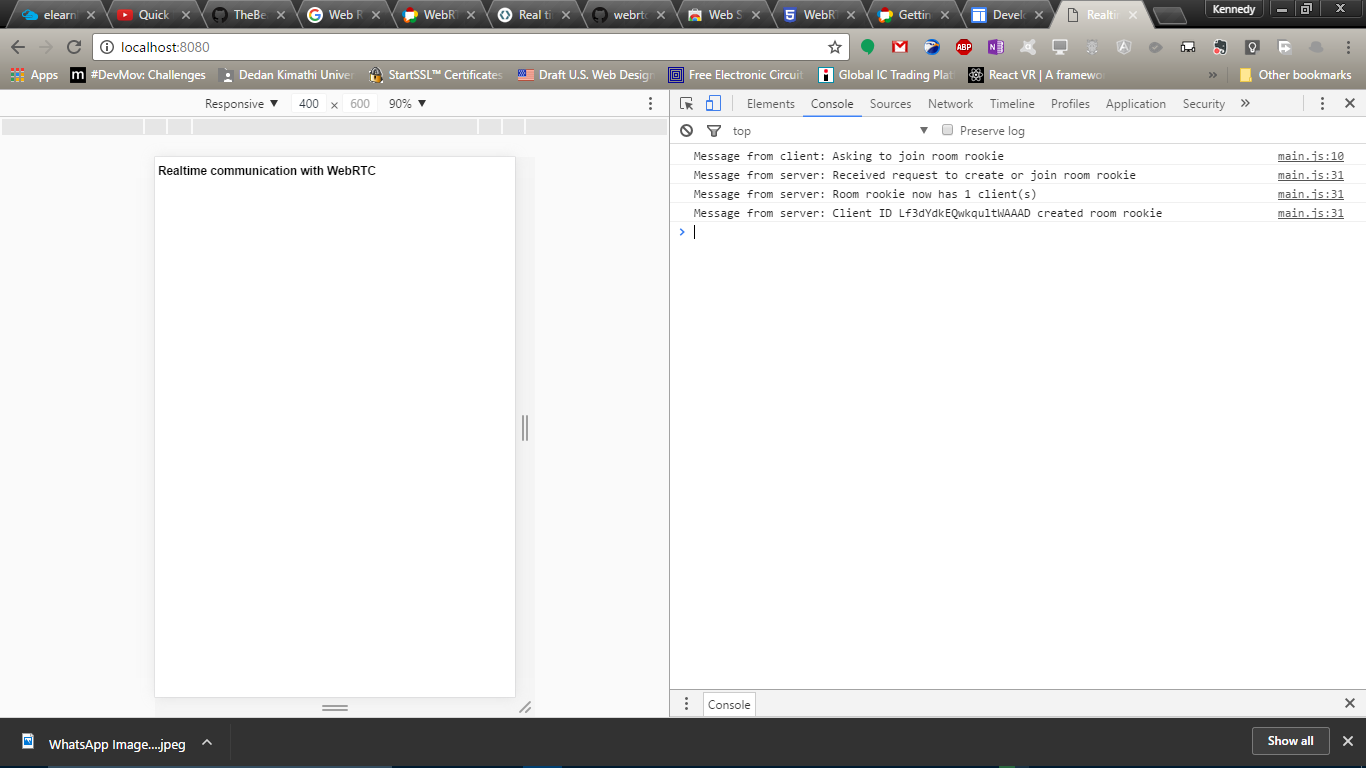 elearn
Quick
TheBe
Web R
WebRT
Real ti
webrtc
Web S
WebRT
Gettin
Develo
Realtin
Kennedy
localhost:8080
Apps
#DevMov: Challenges
Dedan Kimathi Univer
StartSSL™ Certificates
Draft U.S. Web Design
Free Electronic Circuit
Global IC Trading Plat
React VR | A framewo
»
Other bookmarks
Responsive ▼ 400 × 600 90% ▼
Elements Console Sources Network Timeline Profiles Application Security »
top ▼ Preserve log
Realtime communication with WebRTC
Message from client: Asking to join room rookie main.js:10
Message from server: Received request to create or join room rookie main.js:31
Message from server: Room rookie now has 1 client(s) main.js:31
Message from server: Client ID Lf3dYdkEQwkqultWAAAD created room rookie main.js:31
>
Console
WhatsApp Image....jpeg
Show all